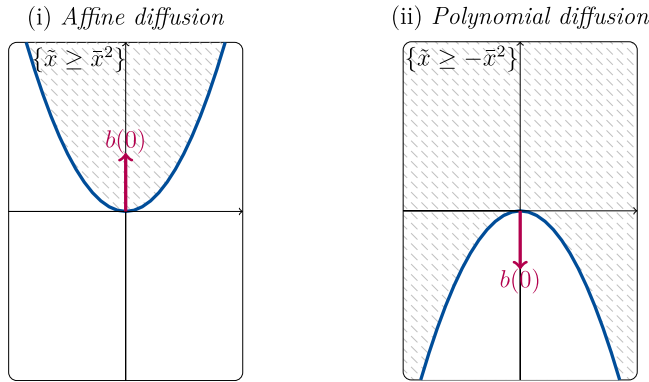 (i) Affine diffusion
{x̃ ≥ x̄²}
b(0)
(ii) Polynomial diffusion
{x̃ ≥ −x̄²}
b(0)